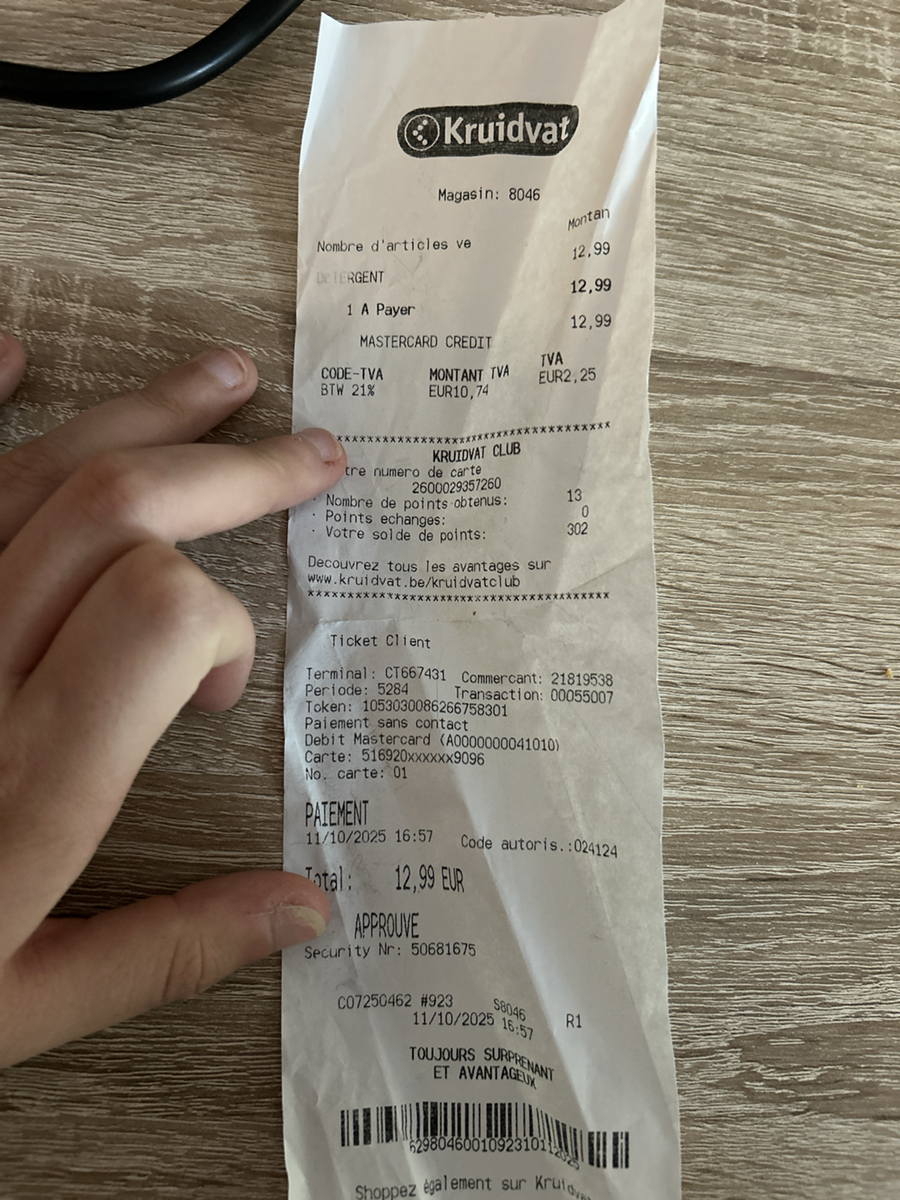 Kruidvat
Magasin: 8046
Montan
Nombre d'articles ve 12,99
DETERGENT 12,99
1 A Payer 12,99
MASTERCARD CREDIT
CODE-TVA MONTANT TVA TVA
BTW 21% EUR10,74 EUR2,25
***********************************
KRUIDVAT CLUB
tre numero de carte
2600029357260
· Nombre de points obtenus: 13
· Points echanges: 0
· Votre solde de points: 302
Decouvrez tous les avantages sur
www.kruidvat.be/kruidvatclub
***************************************
Ticket Client
Terminal: CT667431 Commercant: 21819538
Periode: 5284 Transaction: 00055007
Token: 1053030086266758301
Paiement sans contact
Debit Mastercard (A0000000041010)
Carte: 516920xxxxxx9096
No. carte: 01
PAIEMENT
11/10/2025 16:57 Code autoris.:024124
Total: 12,99 EUR
APPROUVE
Security Nr: 50681675
C07250462 #923 S8046 R1
11/10/2025 16:57
TOUJOURS SURPRENANT
ET AVANTAGEUX
6298046001092310112025
Shoppez également sur Kruidvat